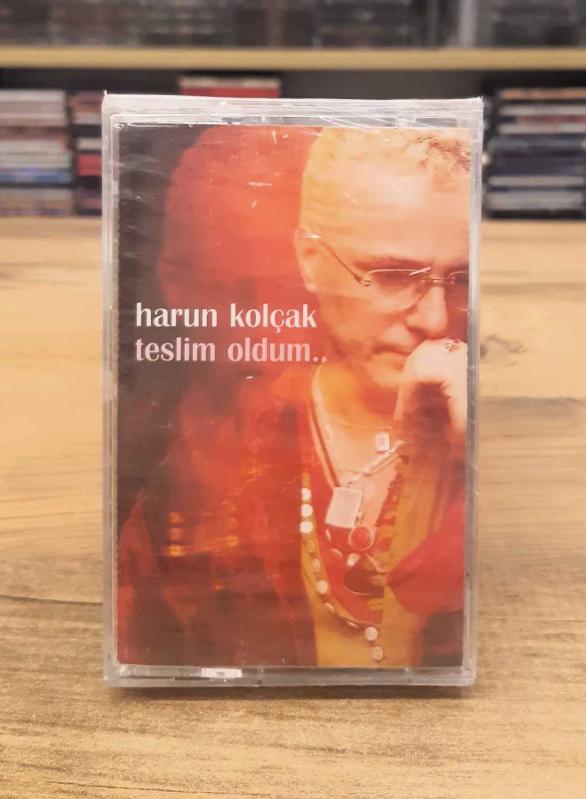 harun kolçak
teslim oldum..